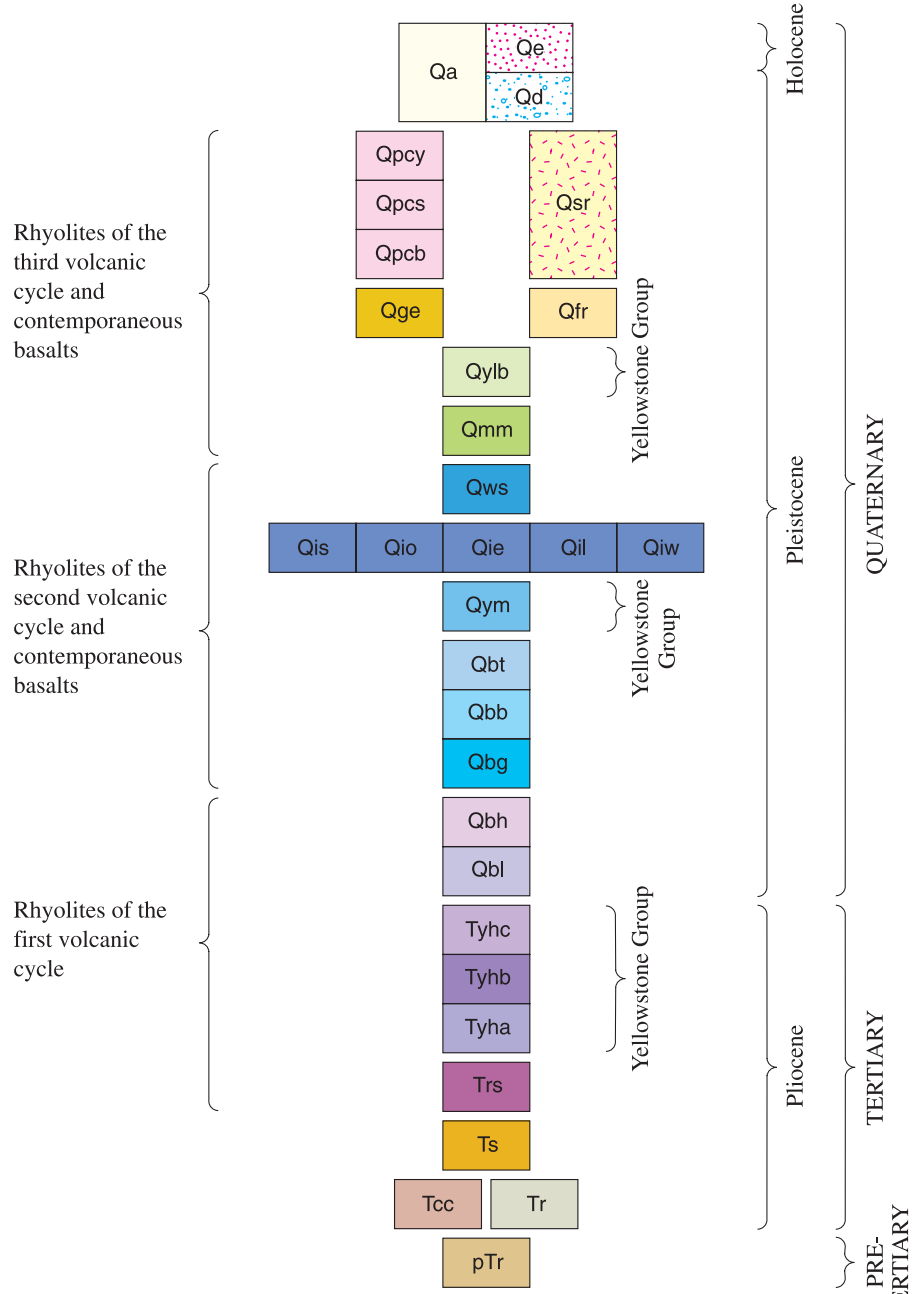 Qa
Qe
Qd
Qpcy
Qpcs
Qpcb
Qsr
Qge
Qfr
Qylb
Qmm
Qws
Qis
Qio
Qie
Qil
Qiw
Qym
Qbt
Qbb
Qbg
Qbh
Qbl
Tyhc
Tyhb
Tyha
Trs
Ts
Tcc
Tr
pTr
Rhyolites of the
third volcanic
cycle and
contemporaneous
basalts
Rhyolites of the
second volcanic
cycle and
contemporaneous
basalts
Rhyolites of the
first volcanic
cycle
Yellowstone Group
Yellowstone
Group
Yellowstone Group
Holocene
Pleistocene
Pliocene
QUATERNARY
TERTIARY
PRE-